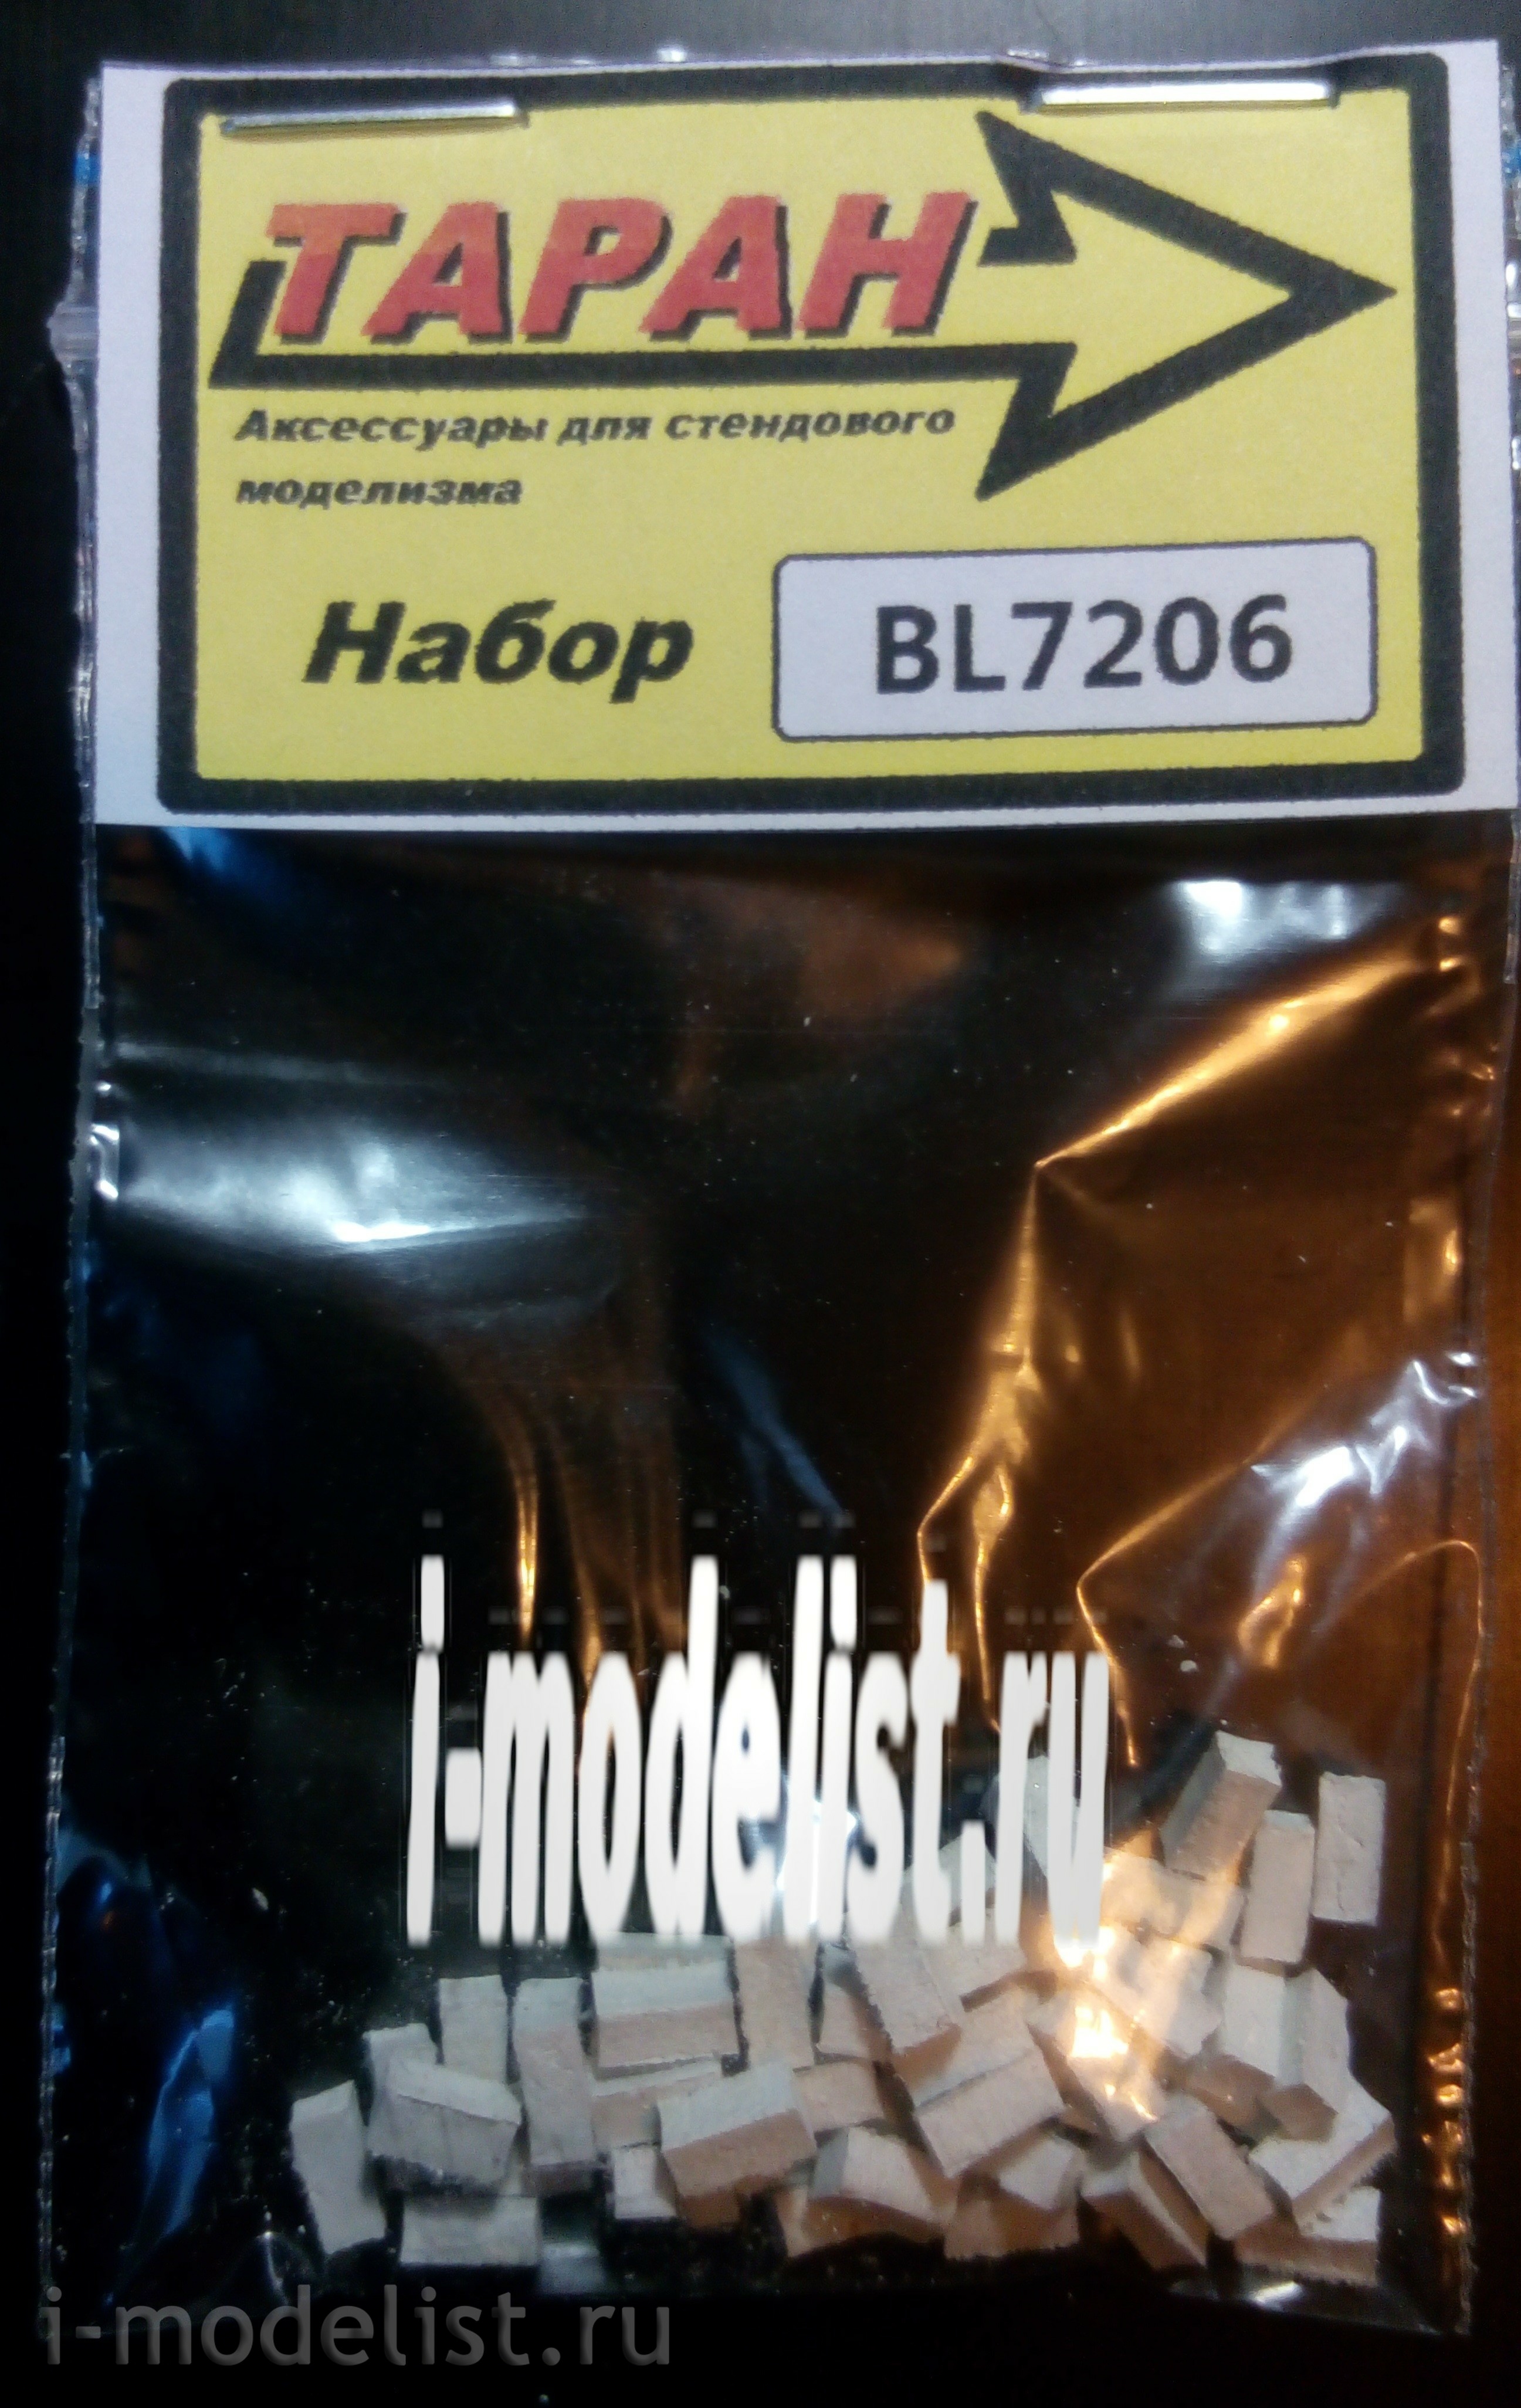 ТАРАН
Аксессуары для стендового
моделизма
Набор
BL7206
i-modelist.ru
i-modelist.ru